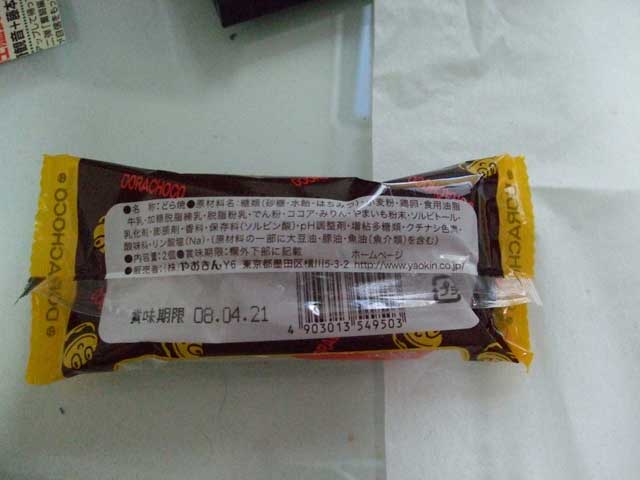 観音+
DORACHOCO
DORACHOCO
●名 称:どら焼●原材料名:糖類(砂糖・水飴・はちみつ)小麦粉・鶏卵・食用油脂
牛乳・加糖脱脂練乳・脱脂粉乳・でん粉・ココア・みりん・やまいも粉末・ソルビトール・
乳化剤・膨張剤・香料・保存料(ソルビン酸)・pH調整剤・増粘多糖類・クチナシ色素・
酸味料・リン酸塩(Na)・(原材料の一部に大豆油・豚油・魚油(魚介類)を含む)
●内容量:2個●賞味期限:欄外下部に記載 ホームページ
●販売者:(株)やおきんY6 東京都墨田区横川5-3-2 http://www.yaokin.co.jp/
賞味期限 08.04.21
4 903013 549503
プラ
DORACHOCO
DORACHOCO